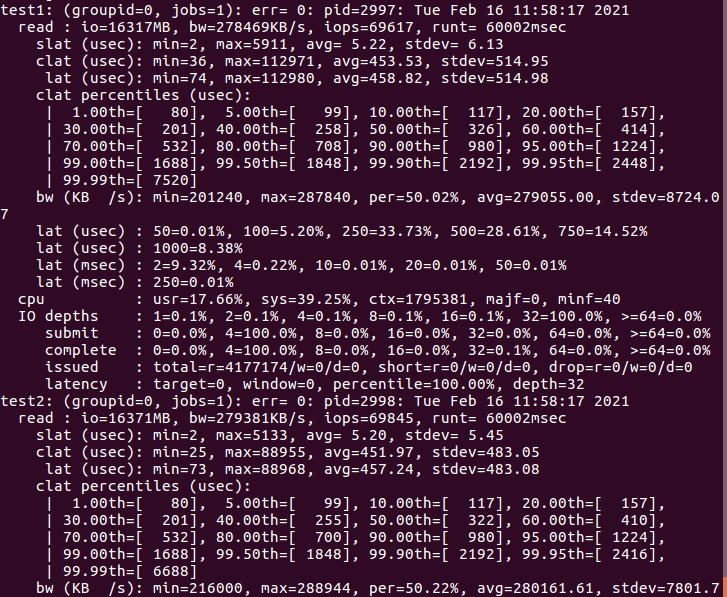 test1: (groupid=0, jobs=1): err= 0: pid=2997: Tue Feb 16 11:58:17 2021
  read : io=16317MB, bw=278469KB/s, iops=69617, runt= 60002msec
    slat (usec): min=2, max=5911, avg= 5.22, stdev= 6.13
    clat (usec): min=36, max=112971, avg=453.53, stdev=514.95
     lat (usec): min=74, max=112980, avg=458.82, stdev=514.98
    clat percentiles (usec):
     |  1.00th=[   80],  5.00th=[   99], 10.00th=[  117], 20.00th=[  157],
     | 30.00th=[  201], 40.00th=[  258], 50.00th=[  326], 60.00th=[  414],
     | 70.00th=[  532], 80.00th=[  708], 90.00th=[  980], 95.00th=[ 1224],
     | 99.00th=[ 1688], 99.50th=[ 1848], 99.90th=[ 2192], 99.95th=[ 2448],
     | 99.99th=[ 7520]
    bw (KB  /s): min=201240, max=287840, per=50.02%, avg=279055.00, stdev=8724.0
7
    lat (usec) : 50=0.01%, 100=5.20%, 250=33.73%, 500=28.61%, 750=14.52%
    lat (usec) : 1000=8.38%
    lat (msec) : 2=9.32%, 4=0.22%, 10=0.01%, 20=0.01%, 50=0.01%
    lat (msec) : 250=0.01%
  cpu          : usr=17.66%, sys=39.25%, ctx=1795381, majf=0, minf=40
  IO depths    : 1=0.1%, 2=0.1%, 4=0.1%, 8=0.1%, 16=0.1%, 32=100.0%, >=64=0.0%
     submit    : 0=0.0%, 4=100.0%, 8=0.0%, 16=0.0%, 32=0.0%, 64=0.0%, >=64=0.0%
     complete  : 0=0.0%, 4=100.0%, 8=0.0%, 16=0.0%, 32=0.1%, 64=0.0%, >=64=0.0%
     issued    : total=r=4177174/w=0/d=0, short=r=0/w=0/d=0, drop=r=0/w=0/d=0
     latency   : target=0, window=0, percentile=100.00%, depth=32
test2: (groupid=0, jobs=1): err= 0: pid=2998: Tue Feb 16 11:58:17 2021
  read : io=16371MB, bw=279381KB/s, iops=69845, runt= 60002msec
    slat (usec): min=2, max=5133, avg= 5.20, stdev= 5.45
    clat (usec): min=25, max=88955, avg=451.97, stdev=483.05
     lat (usec): min=73, max=88968, avg=457.24, stdev=483.08
    clat percentiles (usec):
     |  1.00th=[   80],  5.00th=[   99], 10.00th=[  117], 20.00th=[  157],
     | 30.00th=[  201], 40.00th=[  255], 50.00th=[  322], 60.00th=[  410],
     | 70.00th=[  532], 80.00th=[  700], 90.00th=[  980], 95.00th=[ 1224],
     | 99.00th=[ 1688], 99.50th=[ 1848], 99.90th=[ 2192], 99.95th=[ 2416],
     | 99.99th=[ 6688]
    bw (KB  /s): min=216000, max=288944, per=50.22%, avg=280161.61, stdev=7801.7